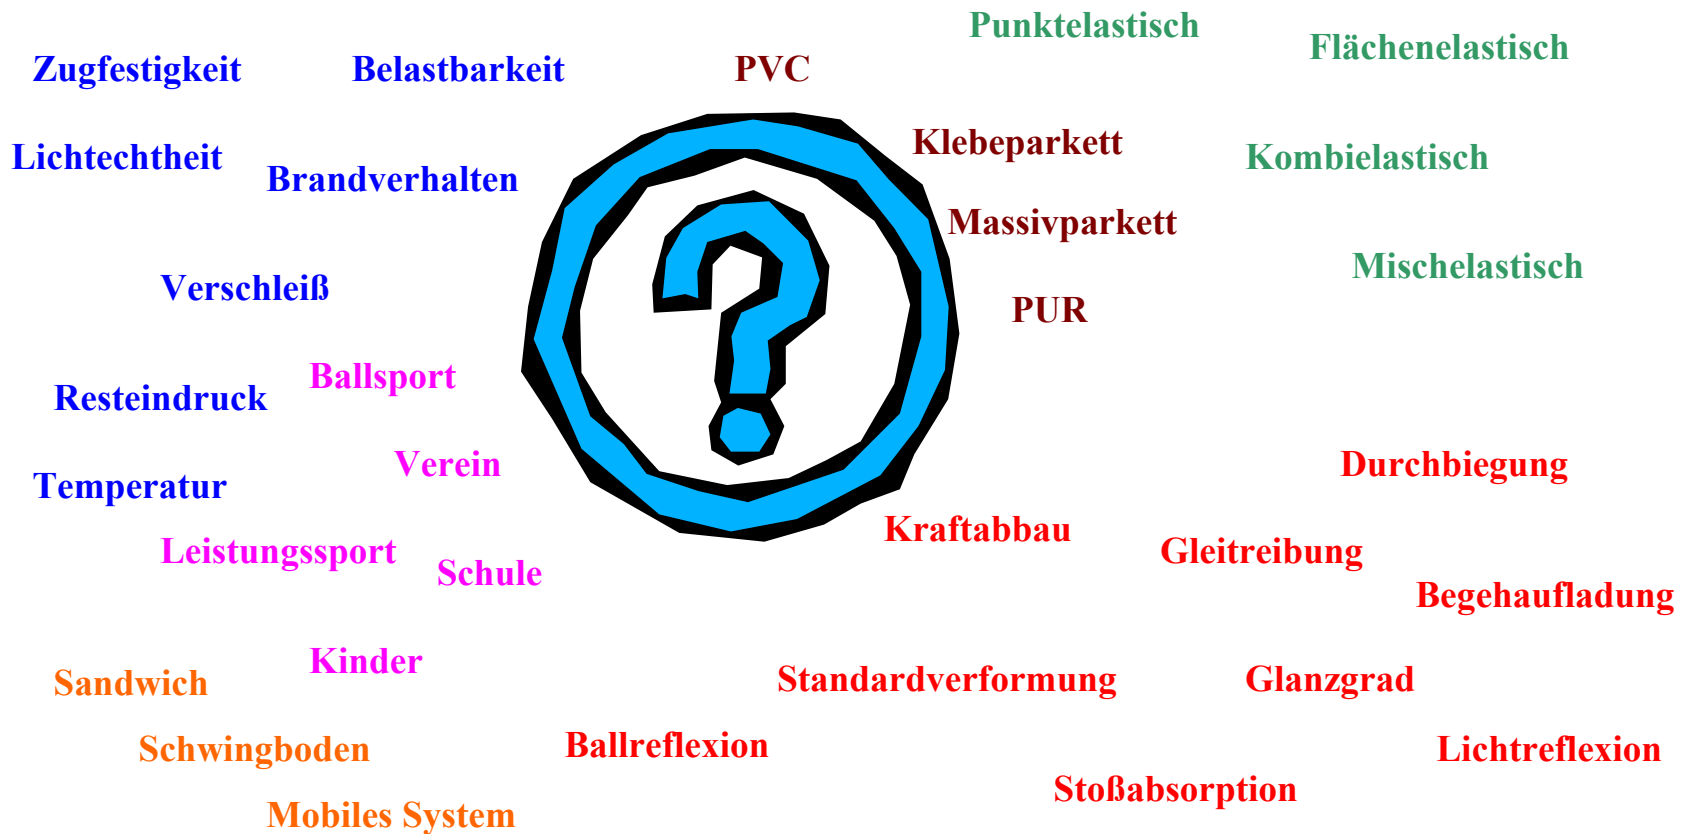 Punktelastisch
Flächenelastisch
Zugfestigkeit
Belastbarkeit
PVC
Klebeparkett
Lichtechtheit
Kombielastisch
Brandverhalten
Massivparkett
Mischelastisch
Verschleiß
PUR
Ballsport
Resteindruck
Verein
Durchbiegung
Temperatur
Kraftabbau
Leistungssport
Gleitreibung
Schule
Begehaufladung
Kinder
Sandwich
Standardverformung
Glanzgrad
Ballreflexion
Schwingboden
Lichtreflexion
Stoßabsorption
Mobiles System